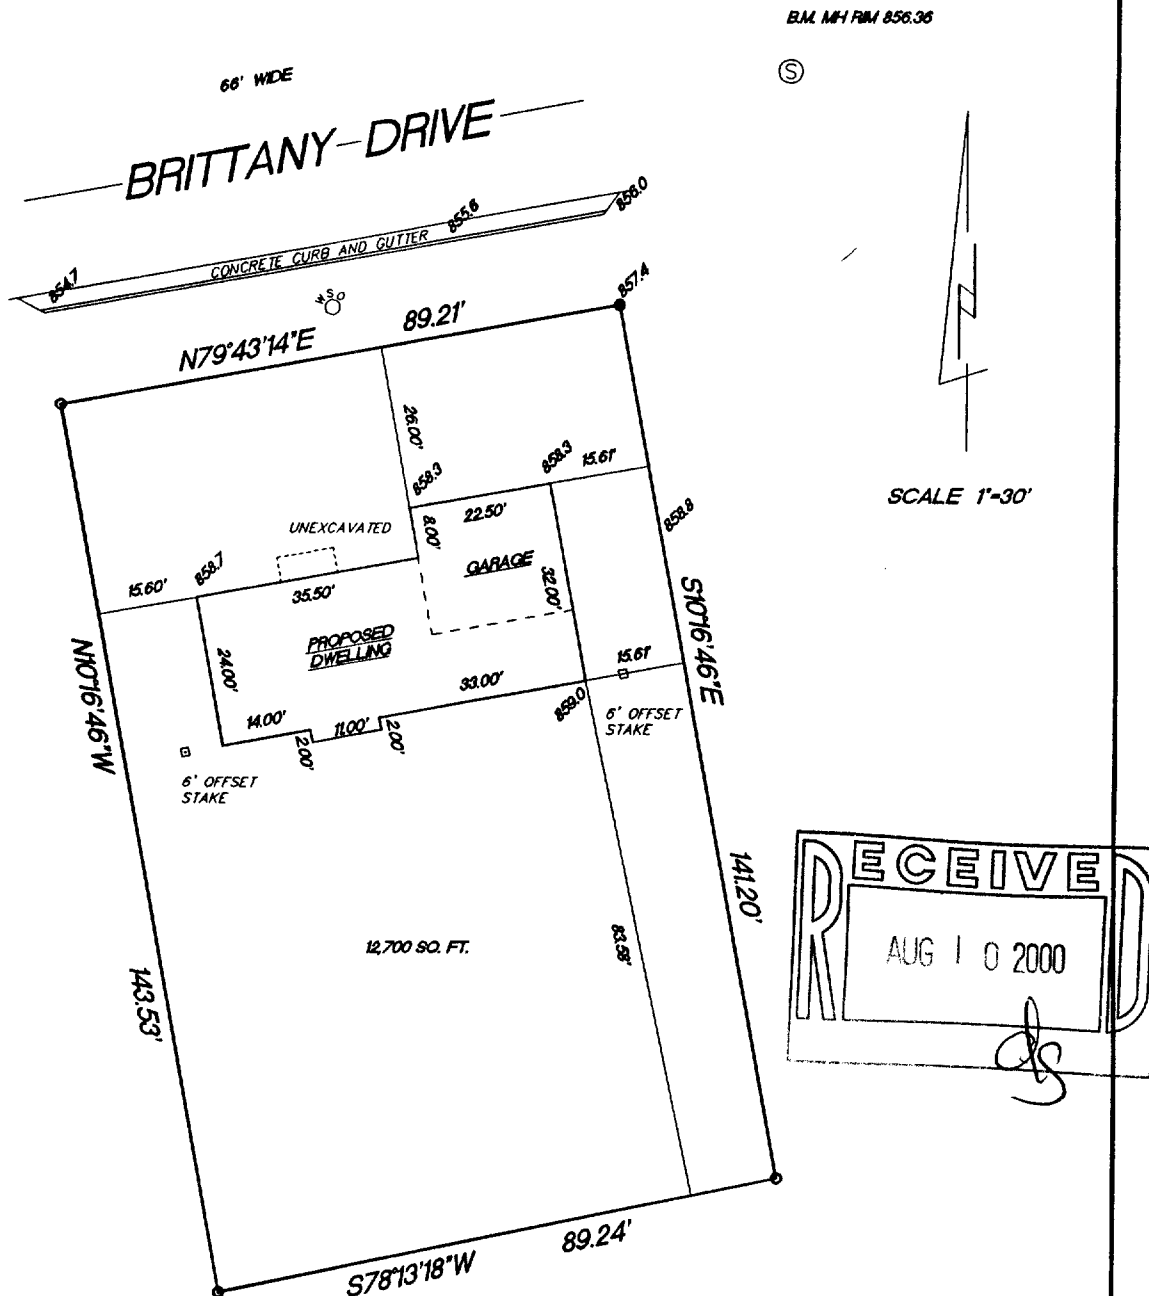 B.M. MH RIM 856.36
S
66' WIDE
BRITTANY DRIVE
856.0
855.6
CONCRETE CURB AND GUTTER
854.7
WSO
857.4
89.21'
N79°43'14"E
26.00'
858.3
858.3
15.61'
SCALE 1"=30'
858.8
22.50'
8.00'
UNEXCAVATED
GARAGE
32.00'
858.7
15.60'
35.50'
S10°16'46"E
PROPOSED
DWELLING
24.00'
N10°16'46"W
15.61'
33.00'
859.0
6' OFFSET
STAKE
14.00'
11.00'
2.00'
2.00'
6' OFFSET
STAKE
RECEIVED
AUG 10 2000
ds
141.20'
12,700 SQ. FT.
83.58'
143.53'
89.24'
S78°13'18"W